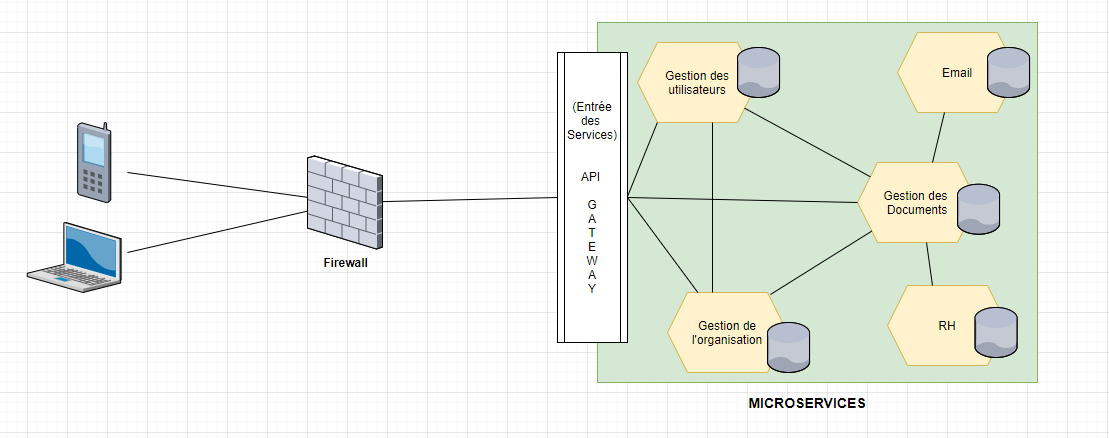 Firewall
(Entrée
des
Services)
API
G
A
T
E
W
A
Y
Gestion des
utilisateurs
Email
Gestion des
Documents
Gestion de
l'organisation
RH
MICROSERVICES